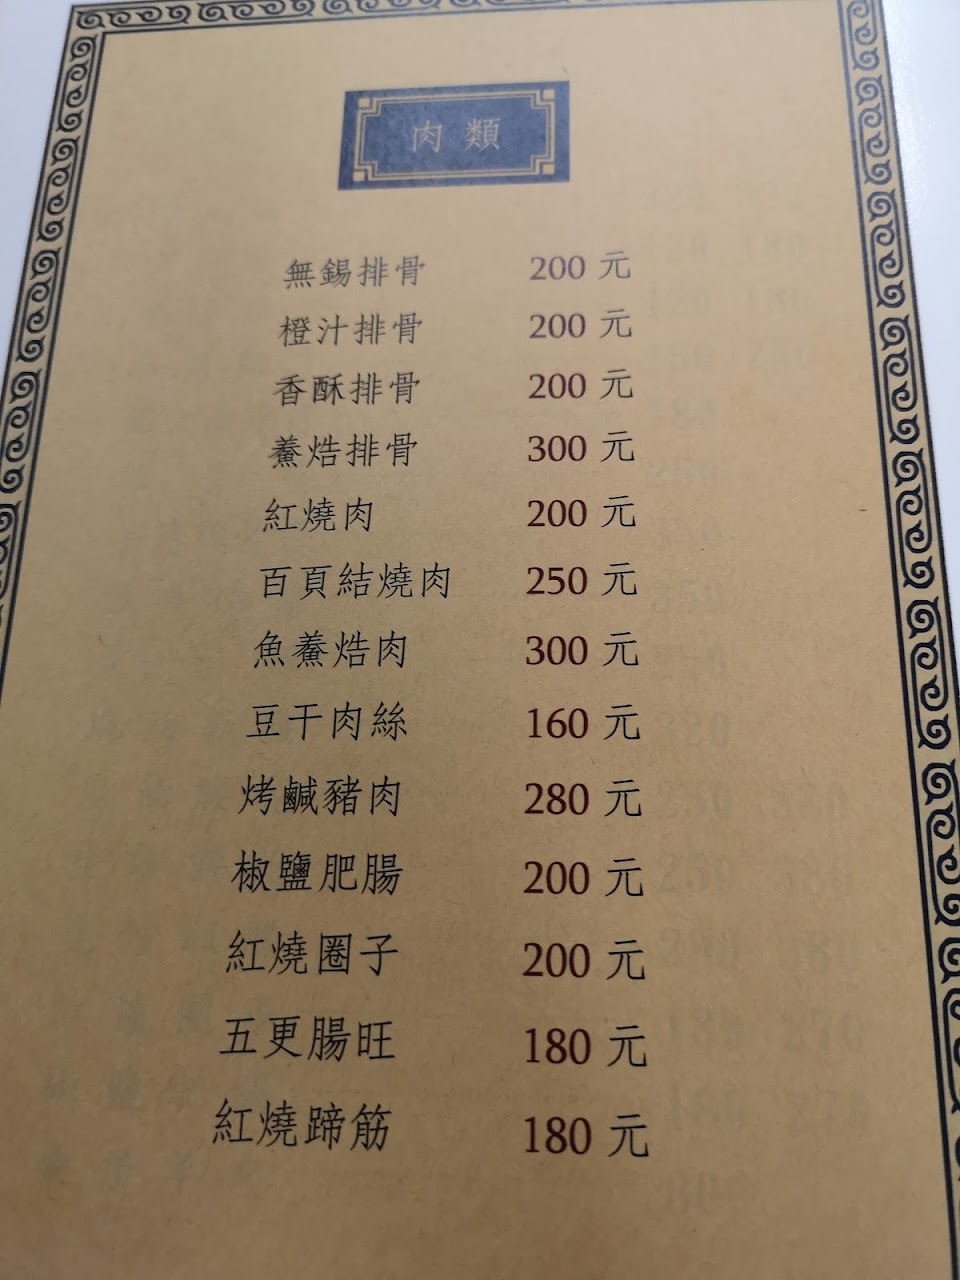 肉類
無錫排骨 200 元
橙汁排骨 200 元
香酥排骨 200 元
鯗㷖排骨 300 元
紅燒肉 200 元
百頁結燒肉 250 元
魚鯗㷖肉 300 元
豆干肉絲 160 元
烤鹹豬肉 280 元
椒鹽肥腸 200 元
紅燒圈子 200 元
五更腸旺 180 元
紅燒蹄筋 180 元